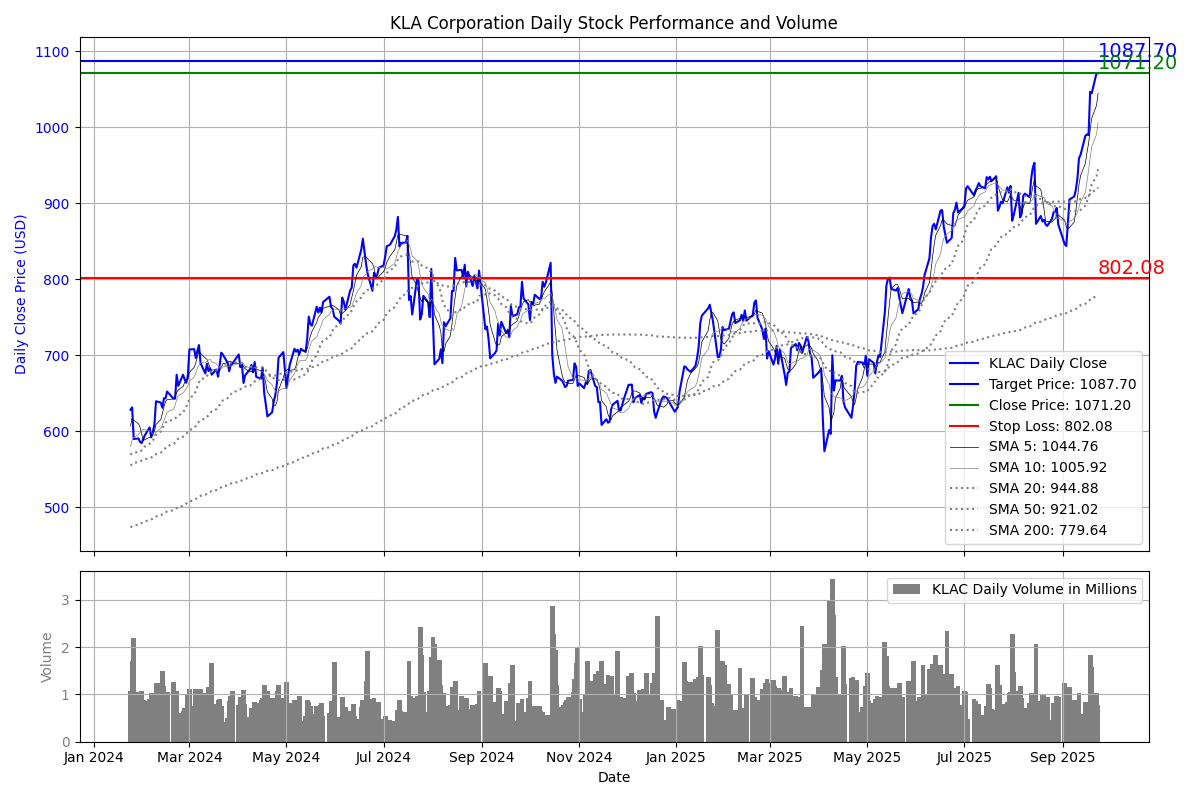 KLA Corporation Daily Stock Performance and Volume
1100
1000
900
800
700
600
500
Daily Close Price (USD)
1087.70
1071.20
802.08
KLAC Daily Close
Target Price: 1087.70
Close Price: 1071.20
Stop Loss: 802.08
SMA 5: 1044.76
SMA 10: 1005.92
SMA 20: 944.88
SMA 50: 921.02
SMA 200: 779.64
3
2
1
0
Volume
KLAC Daily Volume in Millions
Jan 2024 Mar 2024 May 2024 Jul 2024 Sep 2024 Nov 2024 Jan 2025 Mar 2025 May 2025 Jul 2025 Sep 2025
Date